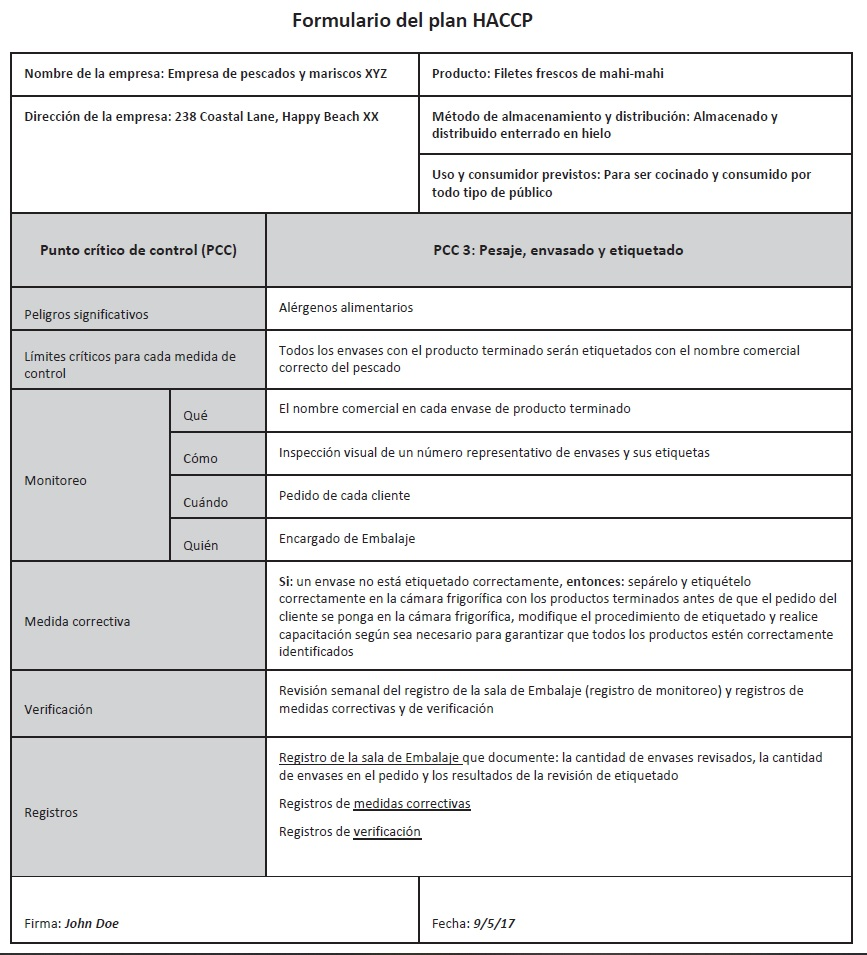 Formulario del plan HACCP
Nombre de la empresa: Empresa de pescados y mariscos XYZ
Producto: Filetes frescos de mahi-mahi
Dirección de la empresa: 238 Coastal Lane, Happy Beach XX
Método de almacenamiento y distribución: Almacenado y
distribuido enterrado en hielo
Uso y consumidor previstos: Para ser cocinado y consumido por
todo tipo de público
Punto crítico de control (PCC)
PCC 3: Pesaje, envasado y etiquetado
Peligros significativos
Alérgenos alimentarios
Límites críticos para cada medida de
control
Todos los envases con el producto terminado serán etiquetados con el nombre comercial
correcto del pescado
Monitoreo
Qué
El nombre comercial en cada envase de producto terminado
Cómo
Inspección visual de un número representativo de envases y sus etiquetas
Cuándo
Pedido de cada cliente
Quién
Encargado de Embalaje
Medida correctiva
Si: un envase no está etiquetado correctamente, entonces: sepárelo y etiquételo
correctamente en la cámara frigorífica con los productos terminados antes de que el pedido del
cliente se ponga en la cámara frigorífica, modifique el procedimiento de etiquetado y realice
capacitación según sea necesario para garantizar que todos los productos estén correctamente
identificados
Verificación
Revisión semanal del registro de la sala de Embalaje (registro de monitoreo) y registros de
medidas correctivas y de verificación
Registros
Registro de la sala de Embalaje que documente: la cantidad de envases revisados, la cantidad
de envases en el pedido y los resultados de la revisión de etiquetado
Registros de medidas correctivas
Registros de verificación
Firma: John Doe
Fecha: 9/5/17